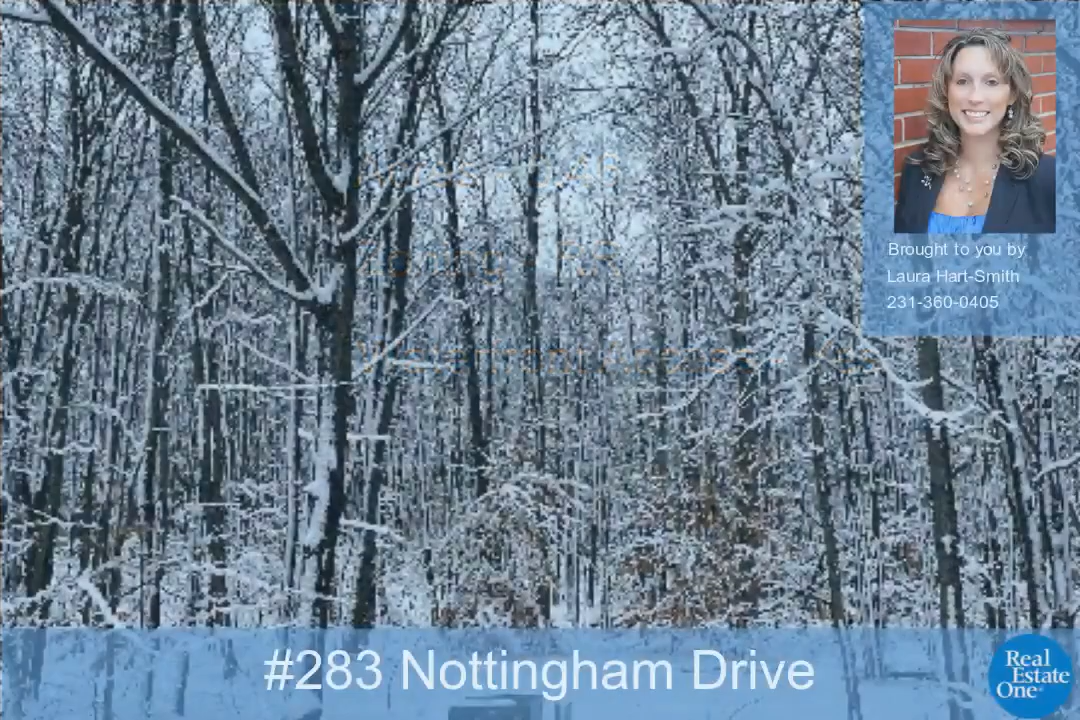 Brought to you by
Laura Hart-Smith
231-360-0405
#283 Nottingham Drive
Real
Estate
One